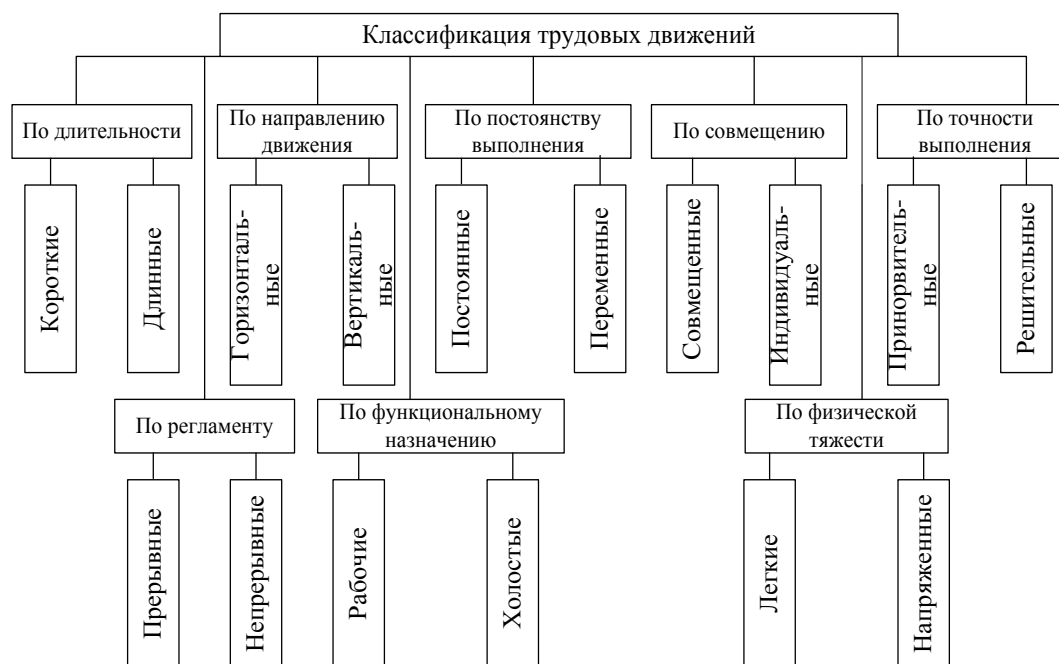 Классификация трудовых движений
По длительности
По направлению
движения
По постоянству
выполнения
По совмещению
По точности
выполнения
Короткие
Длинные
Горизонталь-
ные
Вертикаль-
ные
Постоянные
Переменные
Совмещенные
Индивидуаль-
ные
Принорвитель-
ные
Решительные
По регламенту
По функциональному
назначению
По физической
тяжести
Прерывные
Непрерывные
Рабочие
Холостые
Легкие
Напряженные